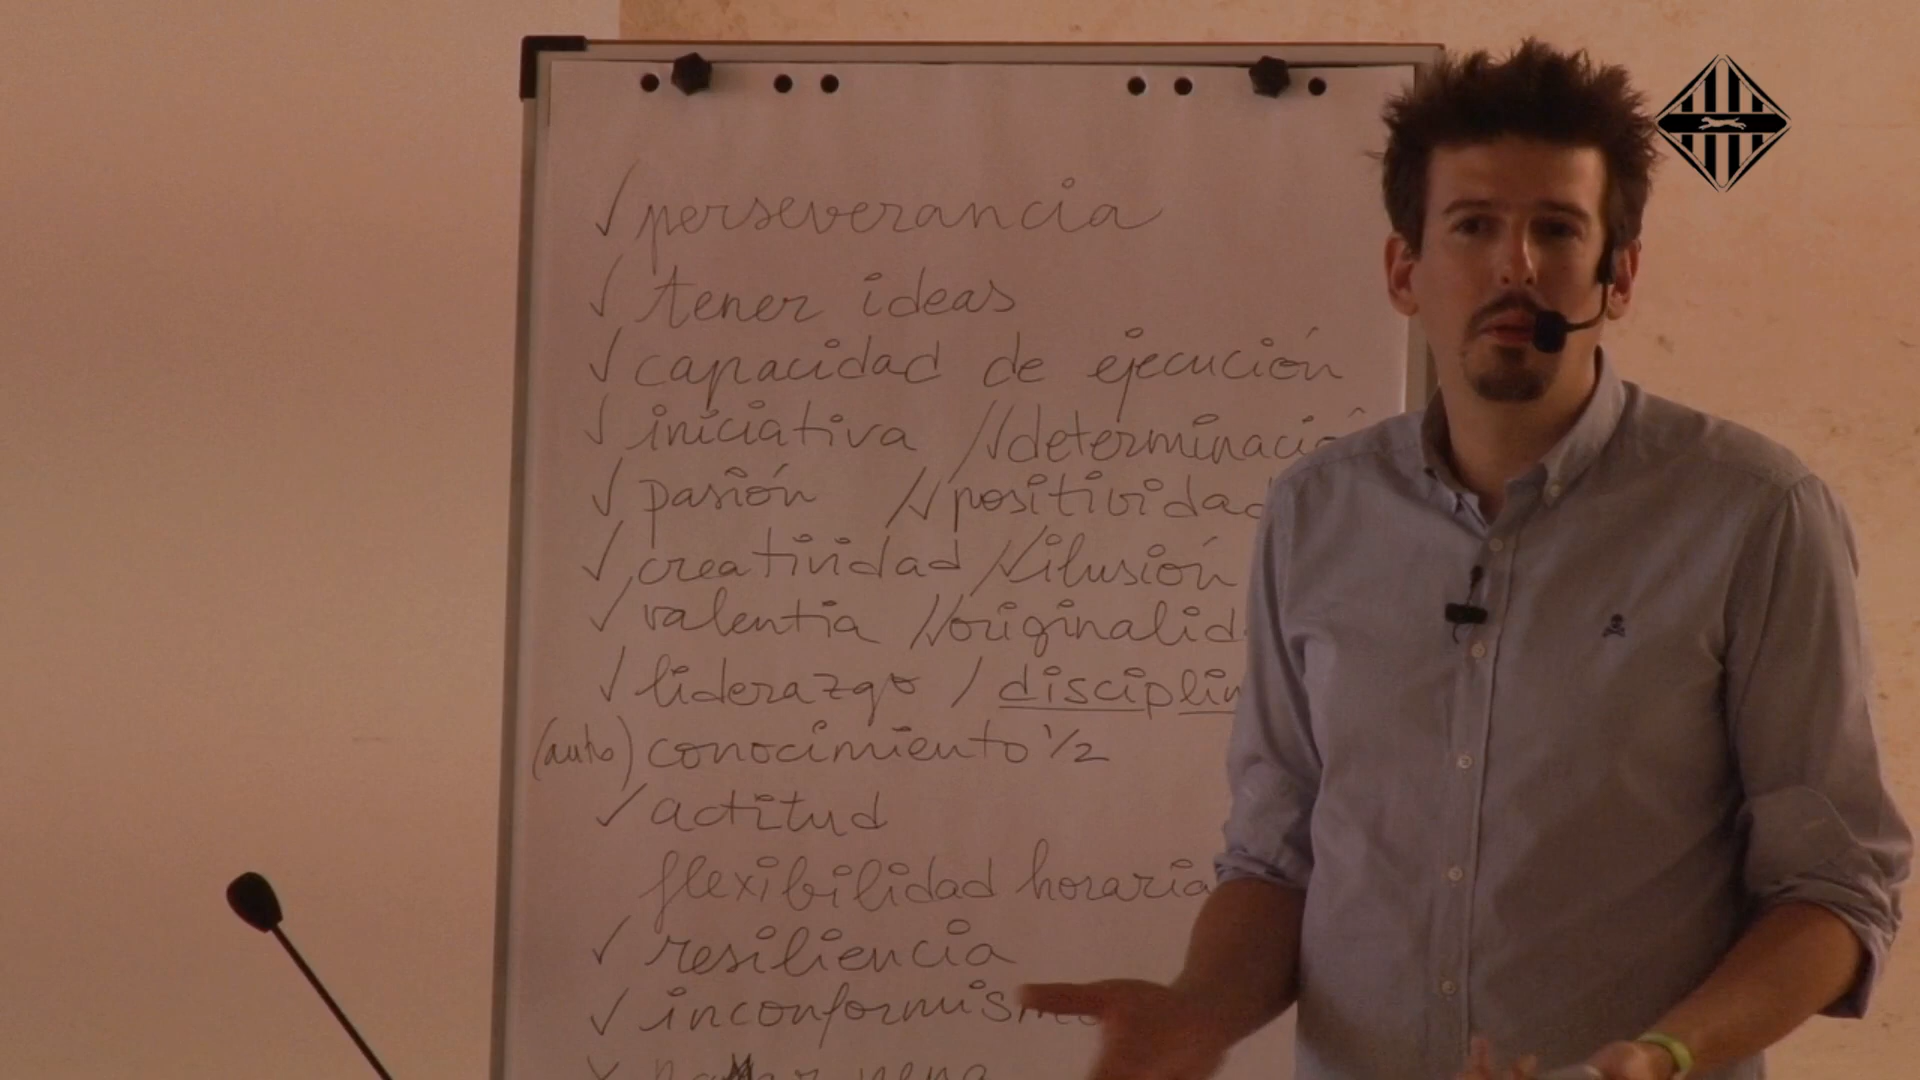 ✓ perseverancia
✓ tener ideas
✓ capacidad de ejecución
✓ iniciativa /✓ determinació
✓ pasión /✓ positividad
✓ creatividad /✓ ilusión
✓ valentia /✓ originalid
✓ liderazgo / disciplin
(auto) conocimiento 1/2
✓ actitud
flexibilidad horaria
✓ resiliencia
✓ inconformismo